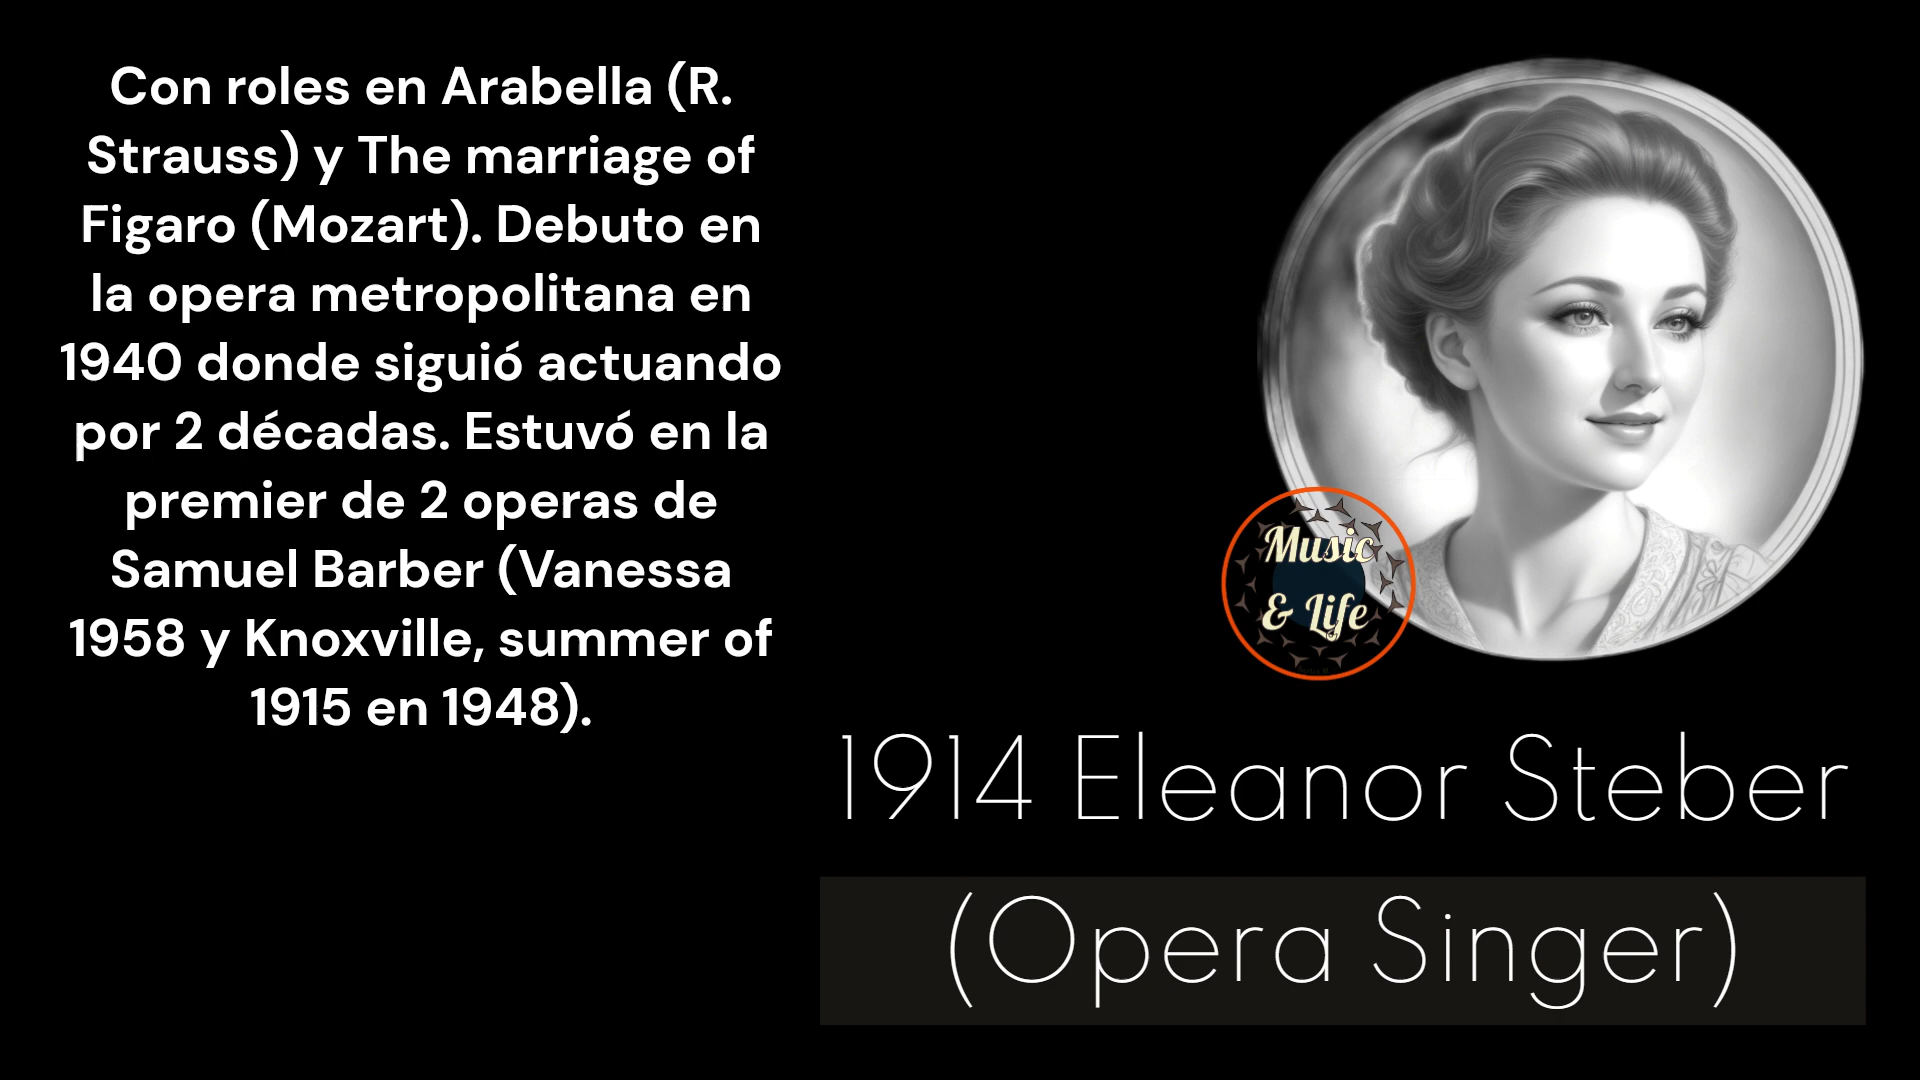 Con roles en Arabella (R.
Strauss) y The marriage of
Figaro (Mozart). Debuto en
la opera metropolitana en
1940 donde siguió actuando
por 2 décadas. Estuvó en la
premier de 2 operas de
Samuel Barber (Vanessa
1958 y Knoxville, summer of
1915 en 1948).
Music
& Life
1914 Eleanor Steber
(Opera Singer)